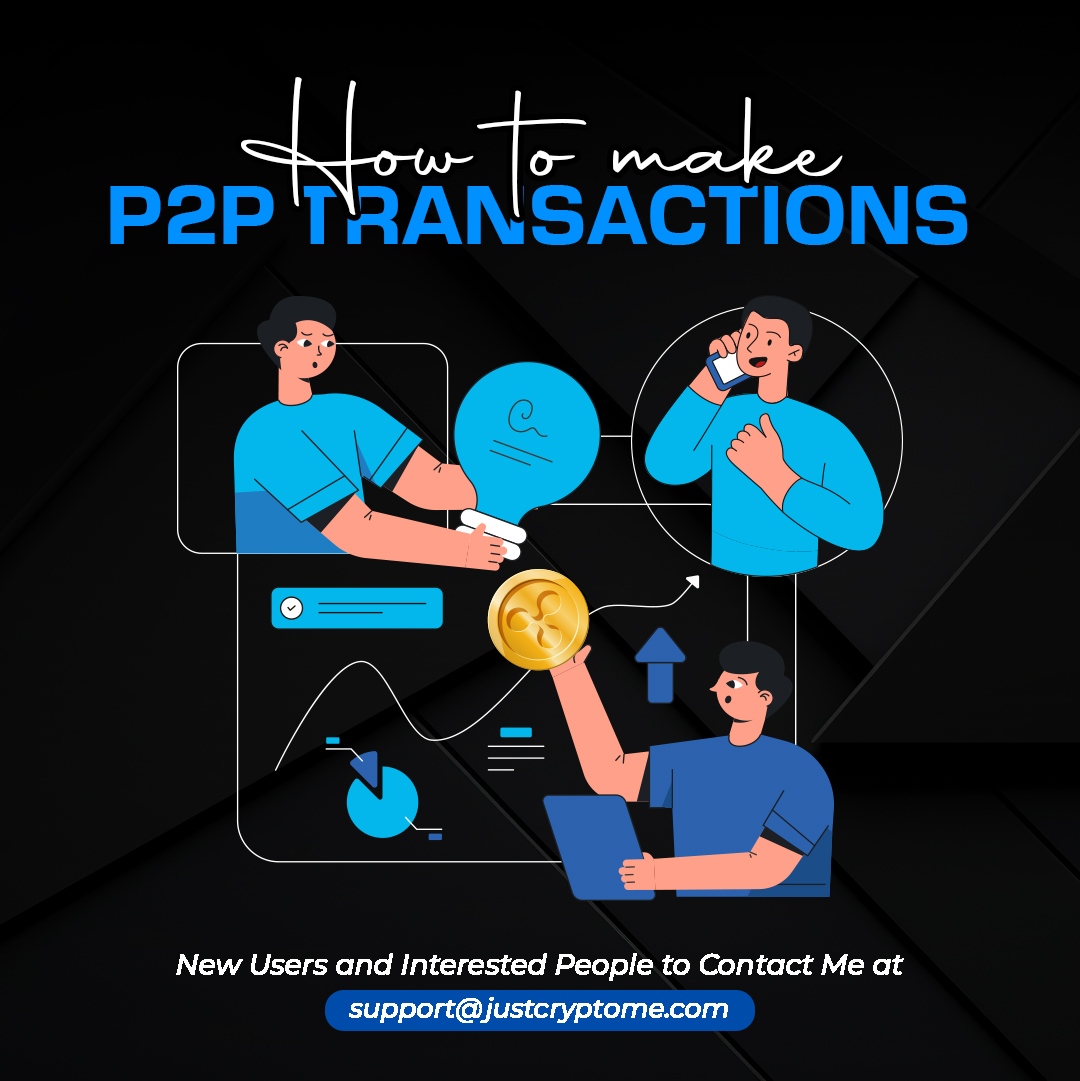 How to make
P2P TRANSACTIONS
New Users and Interested People to Contact Me at
support@justcryptome.com